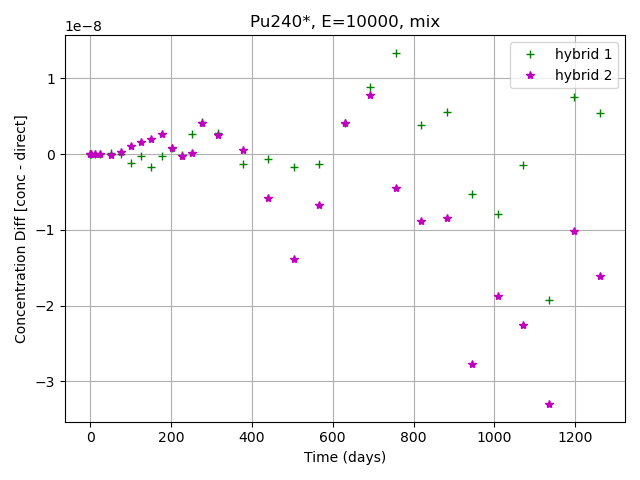 Pu240*, E=10000, mix
1e−8
hybrid 1
hybrid 2
Concentration Diff [conc - direct]
1
0
−1
−2
−3
0 200 400 600 800 1000 1200
Time (days)